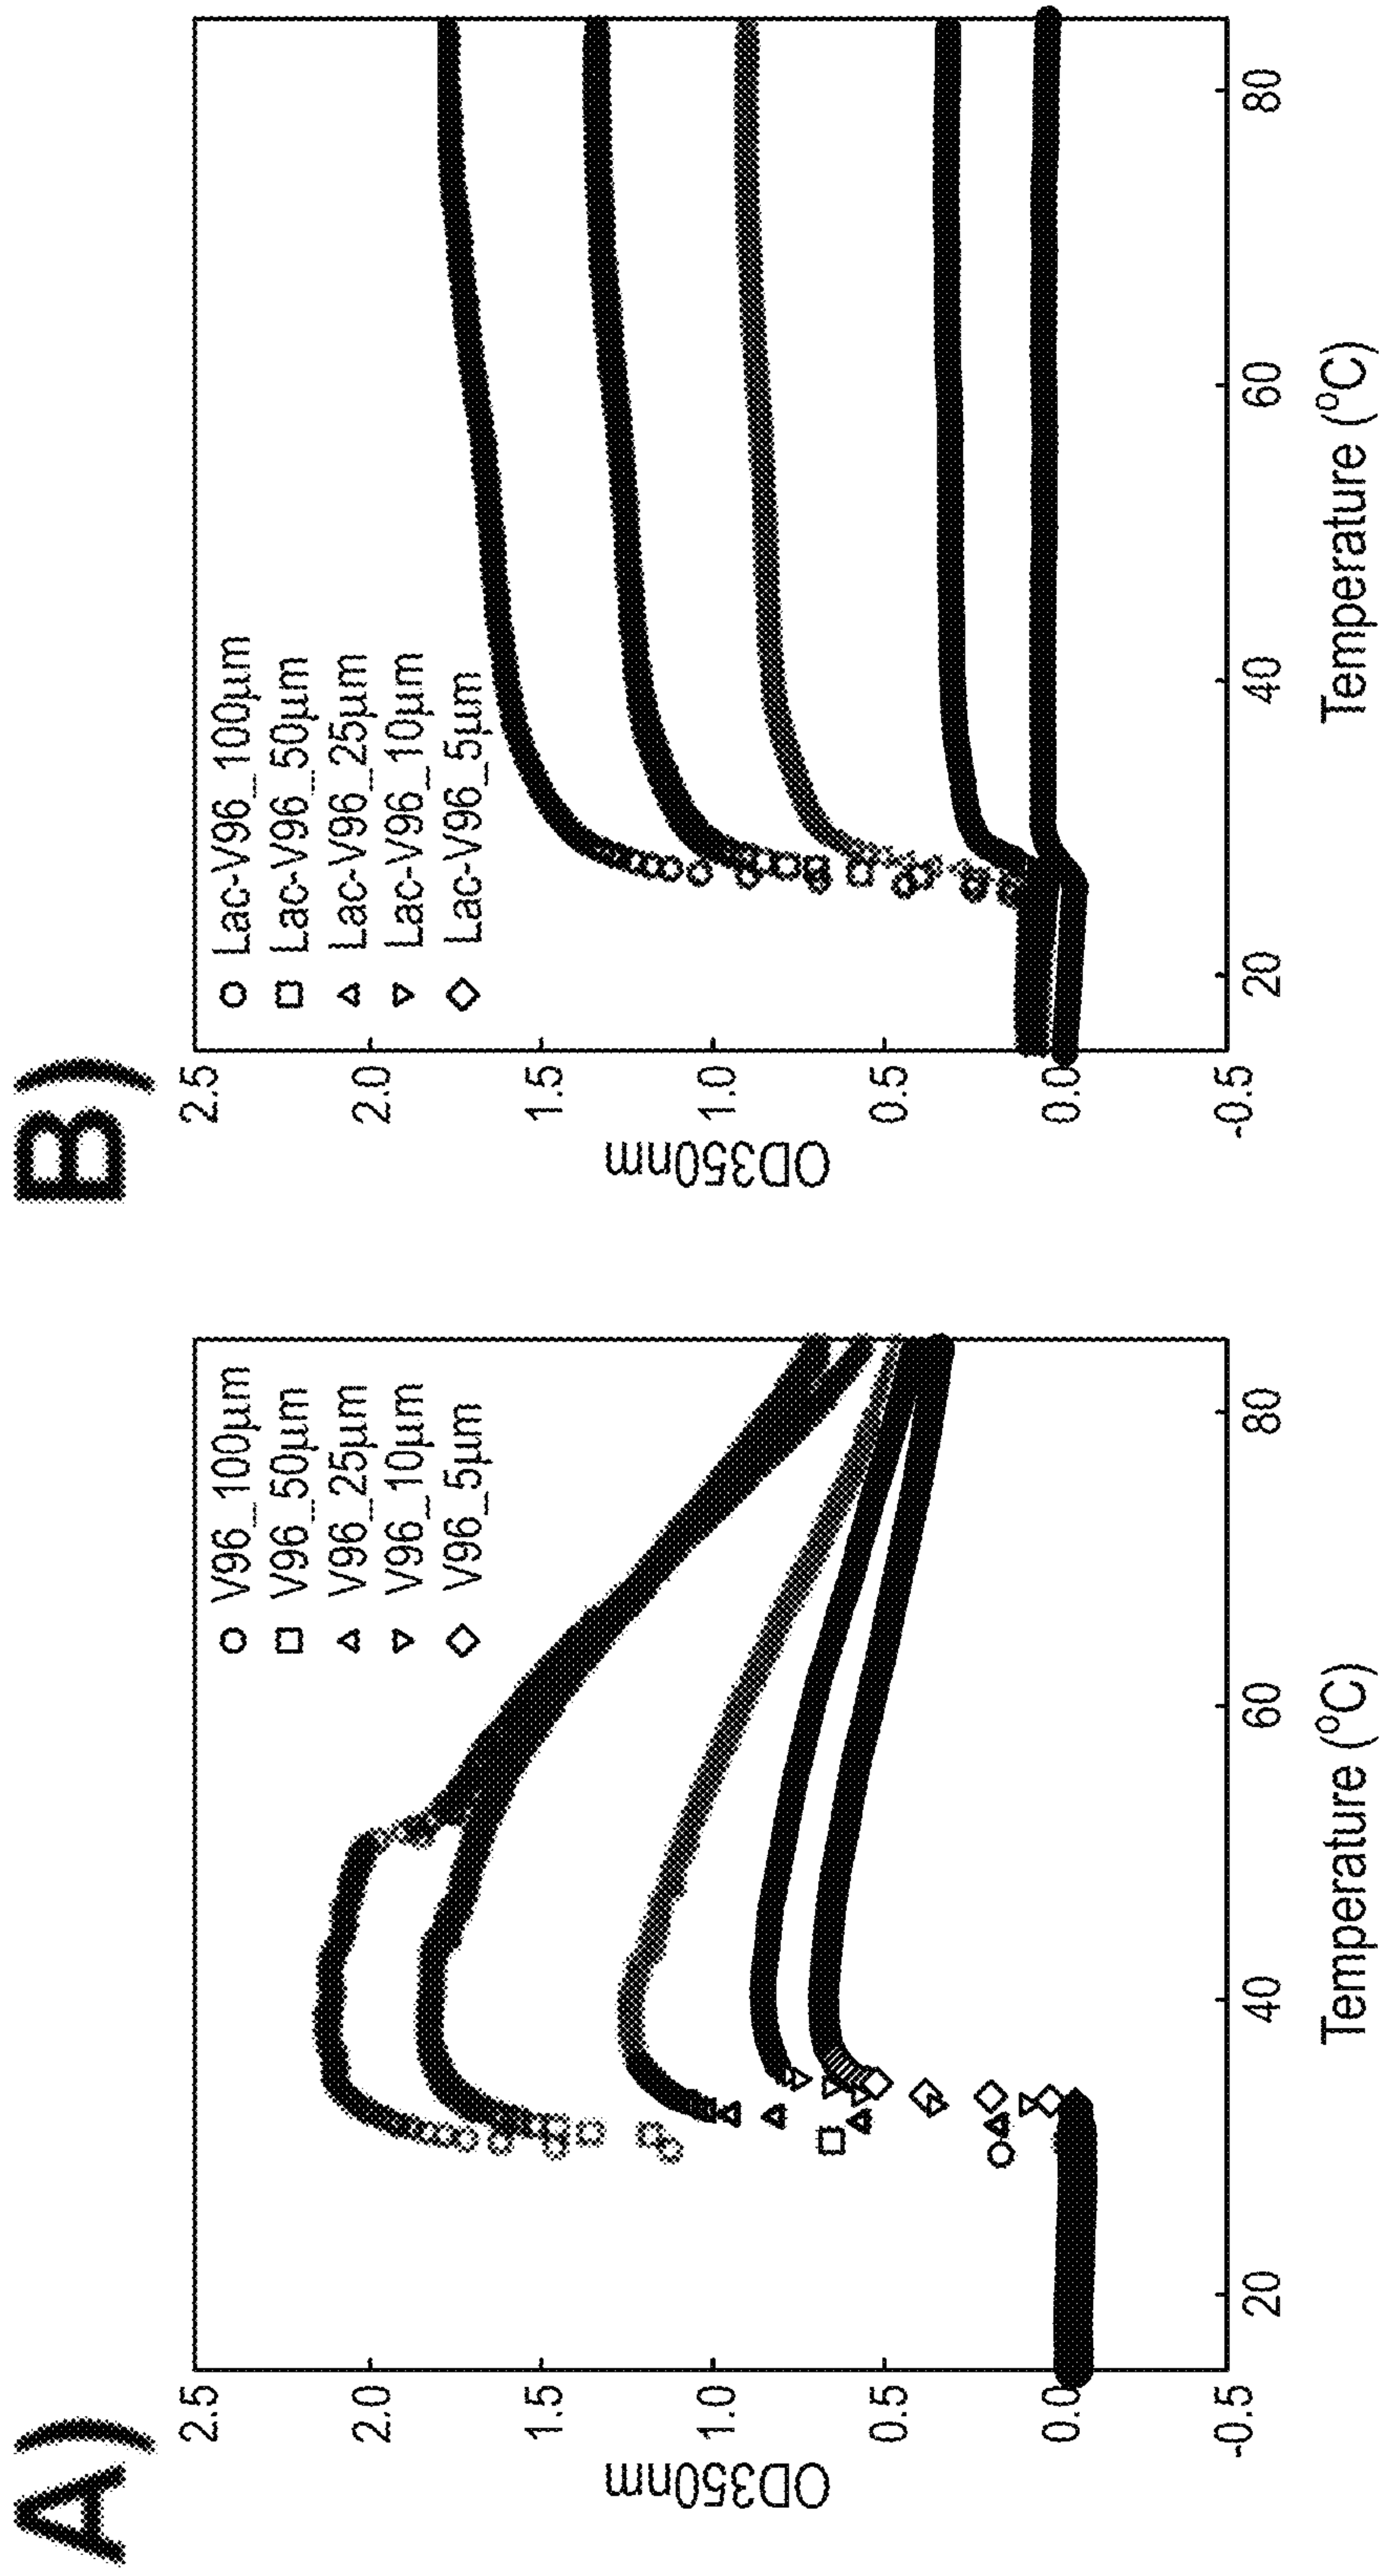 A)
OD350nm
2.5
2.0
1.5
1.0
0.5
0.0
-0.5
20
40
60
80
Temperature (°C)
V96_100µm
V96_50µm
V96_25µm
V96_10µm
V96_5µm
B)
OD350nm
2.5
2.0
1.5
1.0
0.5
0.0
-0.5
20
40
60
80
Temperature (°C)
Lac-V96_100µm
Lac-V96_50µm
Lac-V96_25µm
Lac-V96_10µm
Lac-V96_5µm